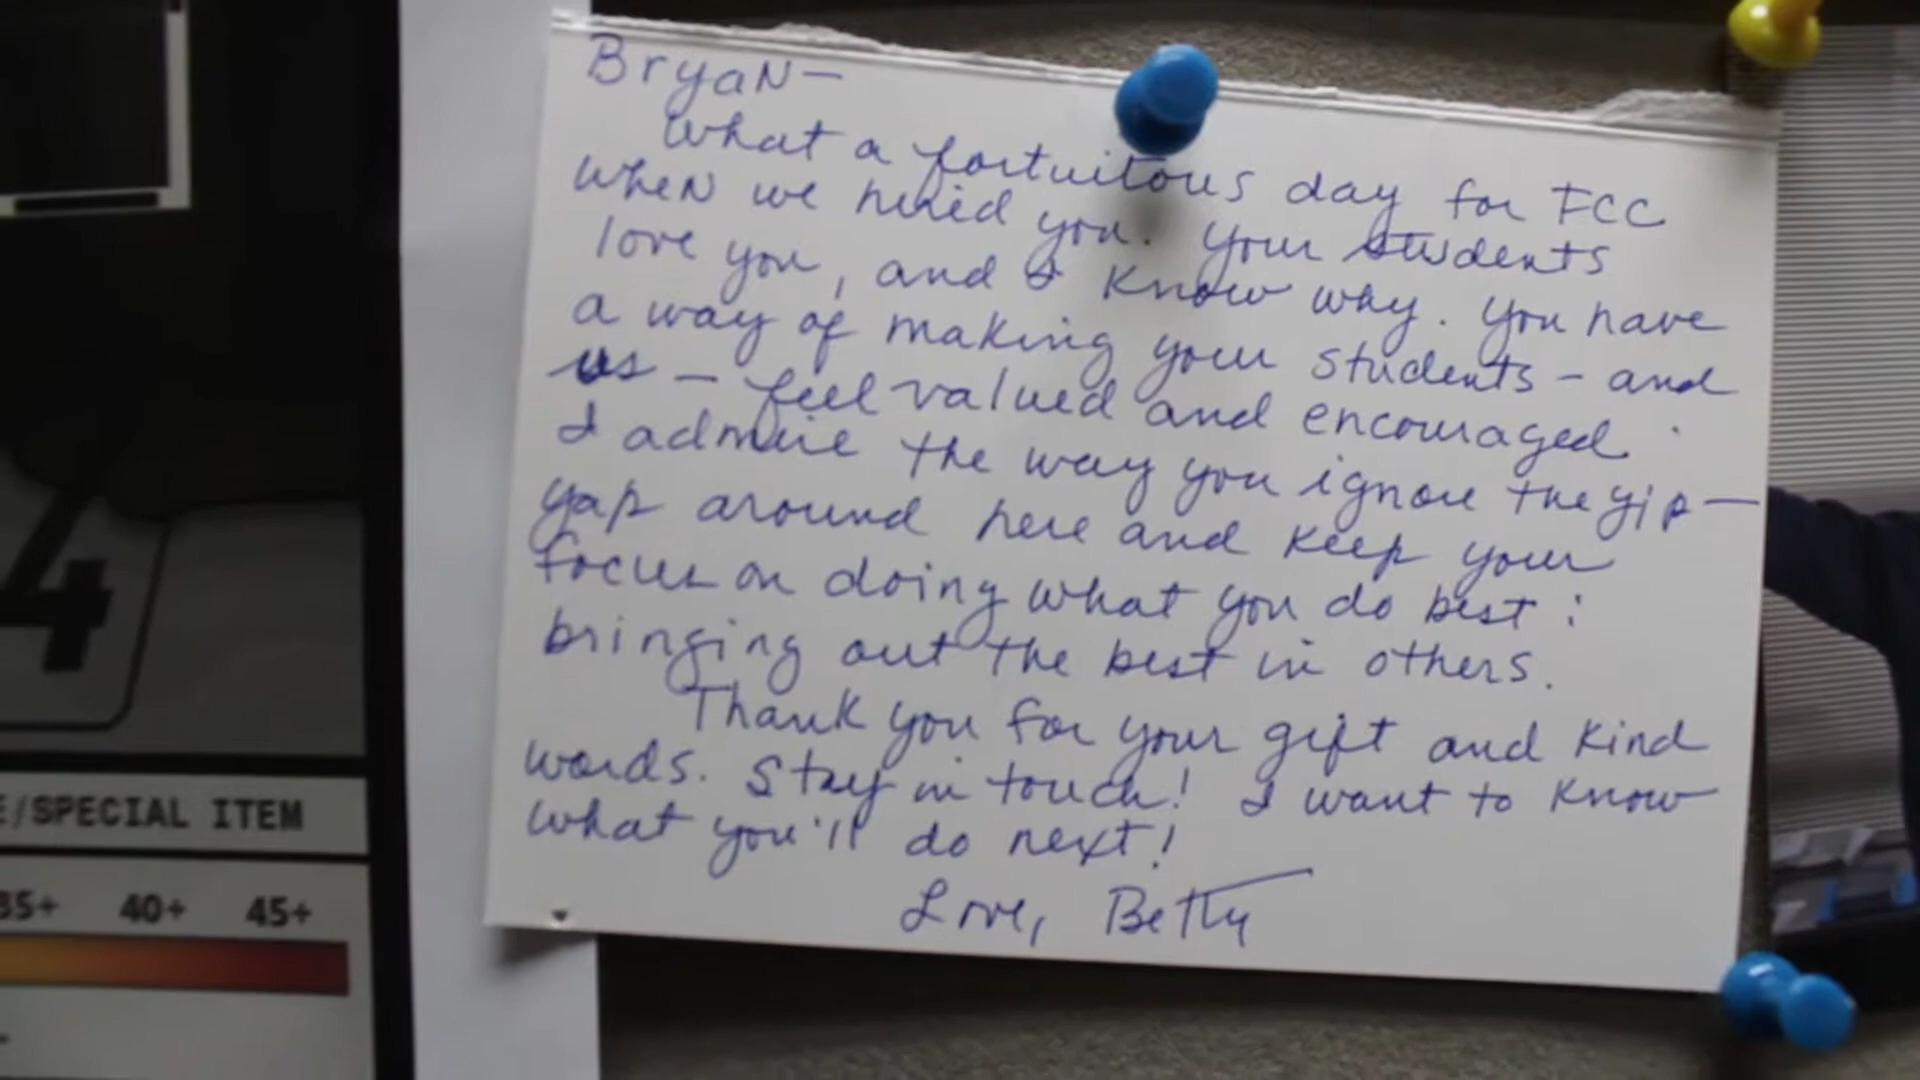 Bryan—
What a fortuitous day for FCC
when we hired you. Your students
love you, and I know why. You have
a way of making your students – and
us – feel valued and encouraged.
I admire the way you ignore the yip—
yap around here and keep your
focus on doing what you do best:
bringing out the best in others.
Thank you for your gift and kind
words. Stay in touch! I want to know
what you'll do next!
Love, Betty
4
E/SPECIAL ITEM
35+ 40+ 45+